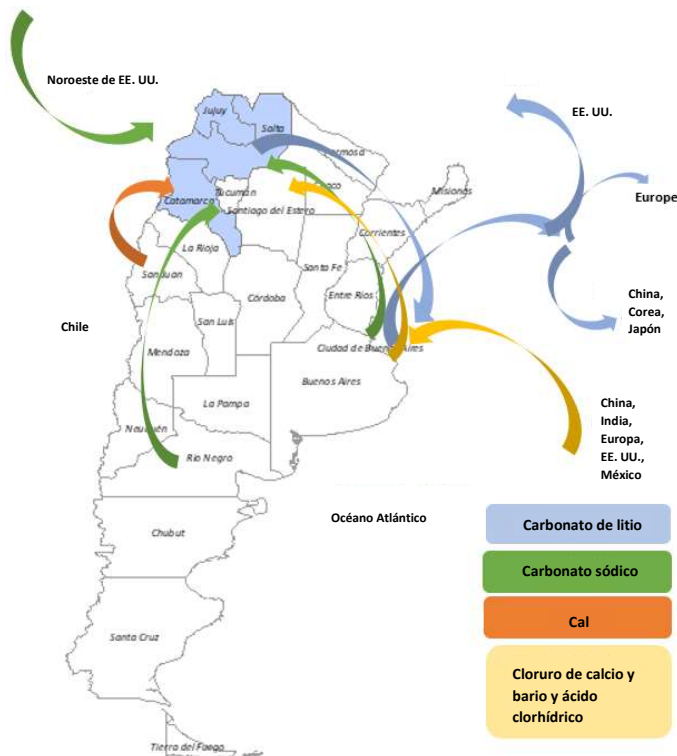 Noroeste de EE. UU.
EE. UU.
Jujuy
Salta
Misiones
Europe
Tucumán
Catamarca
Santiago del Estero
Corrientes
La Rioja
San Juan
Santa Fe
Entre Ríos
Córdoba
China,
Corea,
Japón
Chile
San Luis
Mendoza
Ciudad de Buenos Aires
Buenos Aires
La Pampa
China,
India,
Europa,
EE. UU.,
México
Neuquén
Río Negro
Océano Atlántico
Carbonato de litio
Chubut
Carbonato sódico
Cal
Santa Cruz
Cloruro de calcio y
bario y ácido
clorhídrico
Tierra del Fuego